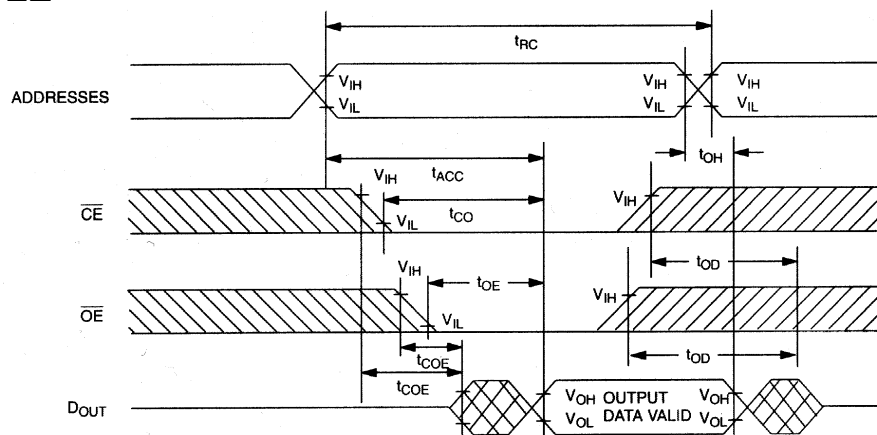 tRC
ADDRESSES
VIH VIH VIH
VIL VIL VIL
tOH
tACC
VIH
VIH
CE
tCO
VIL
tOD
VIH
tOE
VIH
OE
VIL
tOD
tCOE
tCOE
DOUT
VOH OUTPUT VOH
VOL DATA VALID VOL